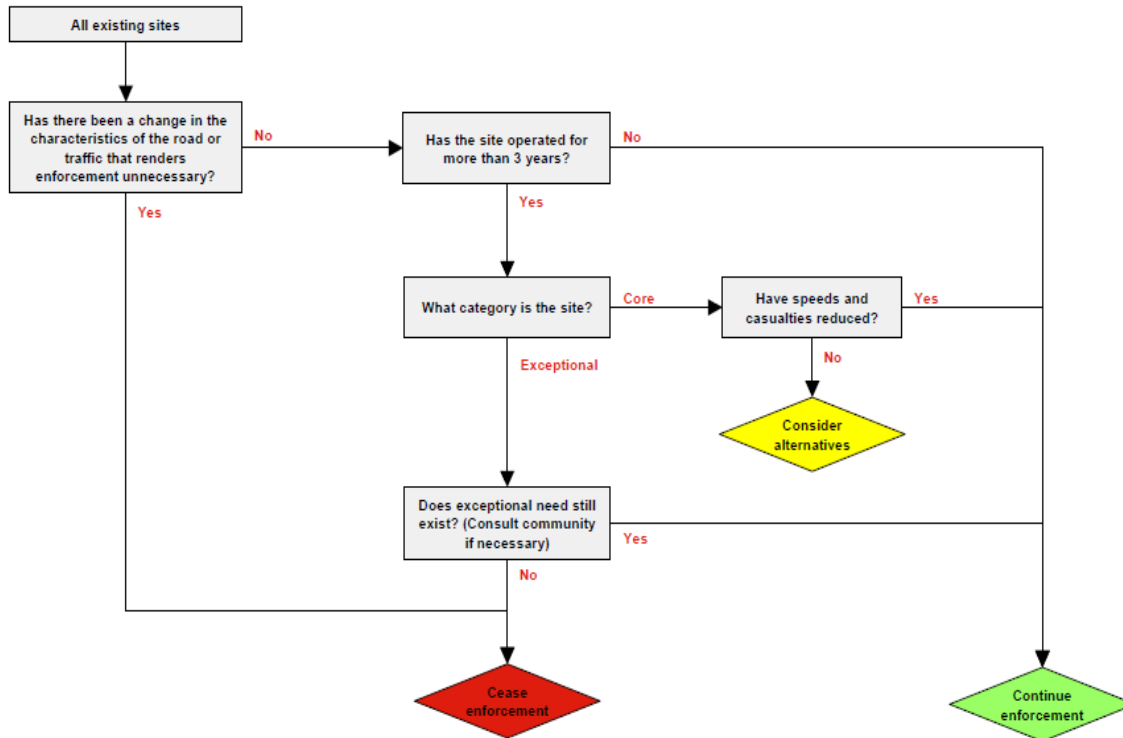 All existing sites
Has there been a change in the
characteristics of the road or
traffic that renders
enforcement unnecessary?
No
Has the site operated for
more than 3 years?
No
Yes
Yes
What category is the site?
Core
Have speeds and
casualties reduced?
Yes
Exceptional
No
Consider
alternatives
Does exceptional need still
exist? (Consult community
if necessary)
Yes
No
Cease
enforcement
Continue
enforcement